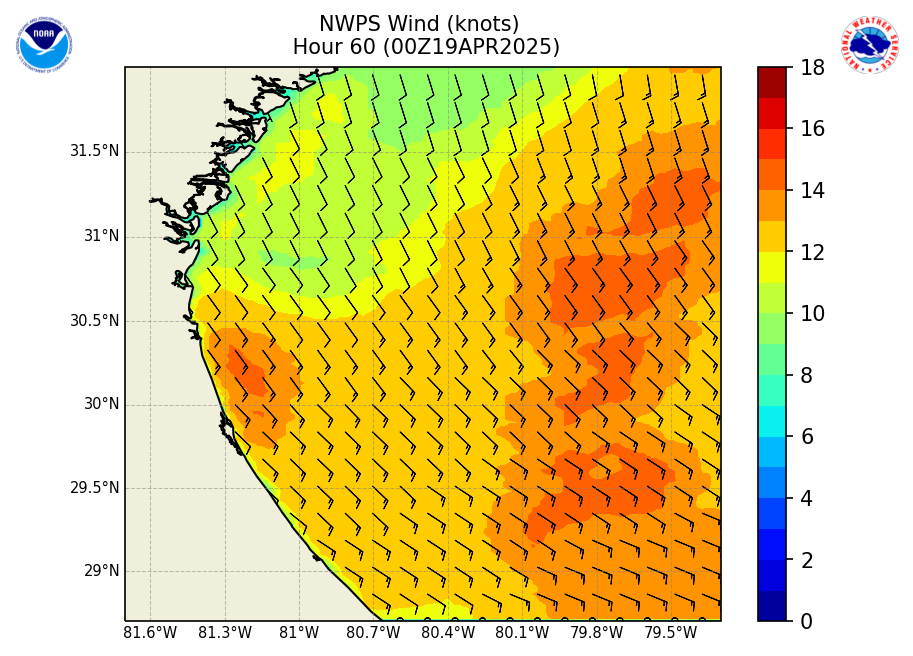 NWPS Wind (knots)
Hour 60 (00Z19APR2025)
NOAA
NATIONAL WEATHER SERVICE
31.5°N
31°N
30.5°N
30°N
29.5°N
29°N
81.6°W 81.3°W 81°W 80.7°W 80.4°W 80.1°W 79.8°W 79.5°W
18
16
14
12
10
8
6
4
2
0